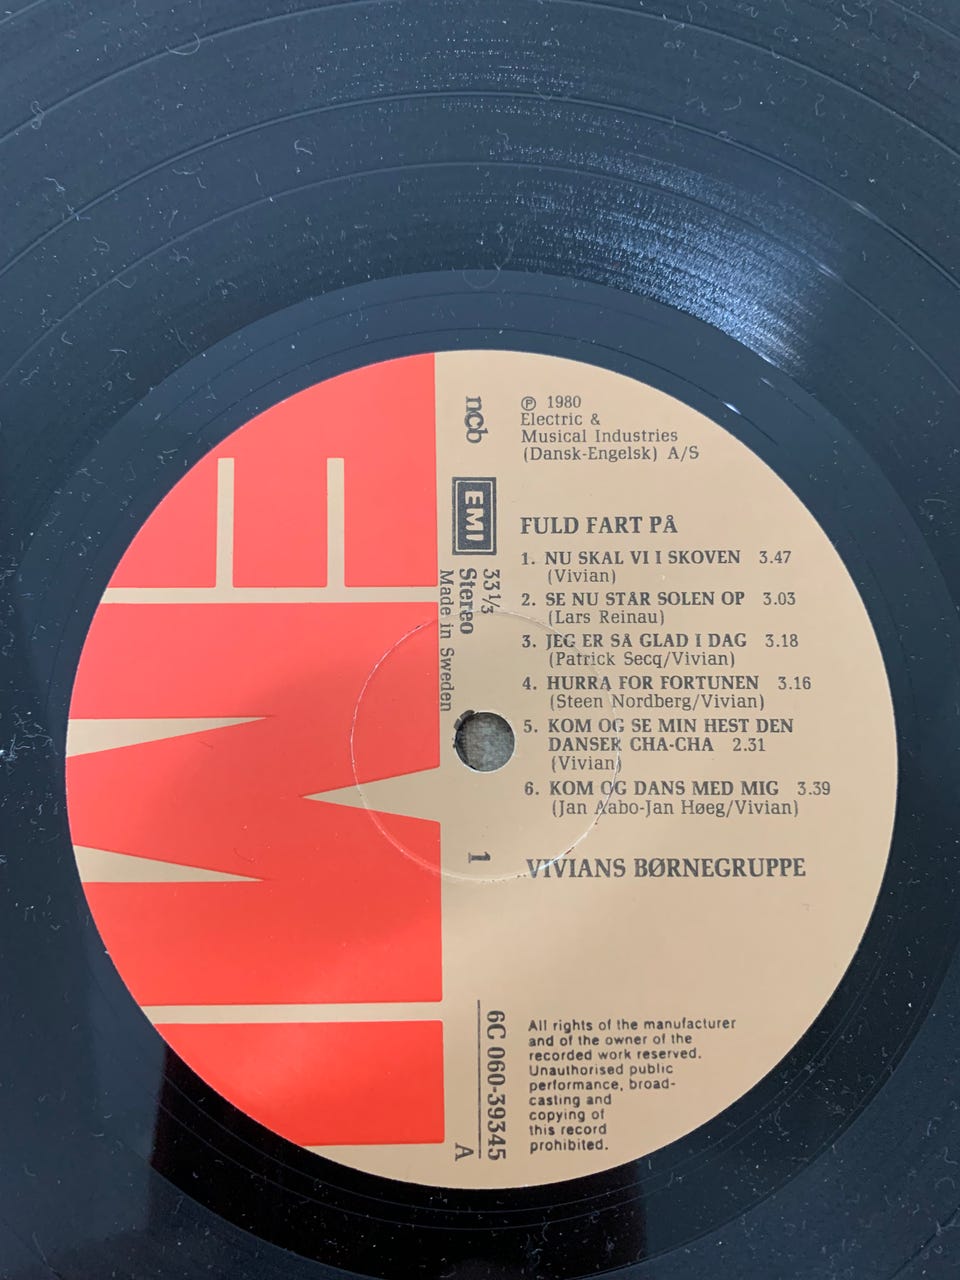 ncb
EMI
33 1/3
Stereo
Made in Sweden
℗ 1980
Electric &
Musical Industries
(Dansk-Engelsk) A/S
FULD FART PÅ
1. NU SKAL VI I SKOVEN 3.47
(Vivian)
2. SE NU STAR SOLEN OP 3.03
(Lars Reinau)
3. JEG ER SÅ GLAD I DAG 3.18
(Patrick Secq/Vivian)
4. HURRA FOR FORTUNEN 3.16
(Steen Nordberg/Vivian)
5. KOM OG SE MIN HEST DEN
DANSER CHA-CHA 2.31
(Vivian)
6. KOM OG DANS MED MIG 3.39
(Jan Aabo-Jan Høeg/Vivian)
1
VIVIANS BØRNEGRUPPE
6C 060-39345
A
All rights of the manufacturer
and of the owner of the
recorded work reserved.
Unauthorised public
performance, broad-
casting and
copying of
this record
prohibited.
EMI